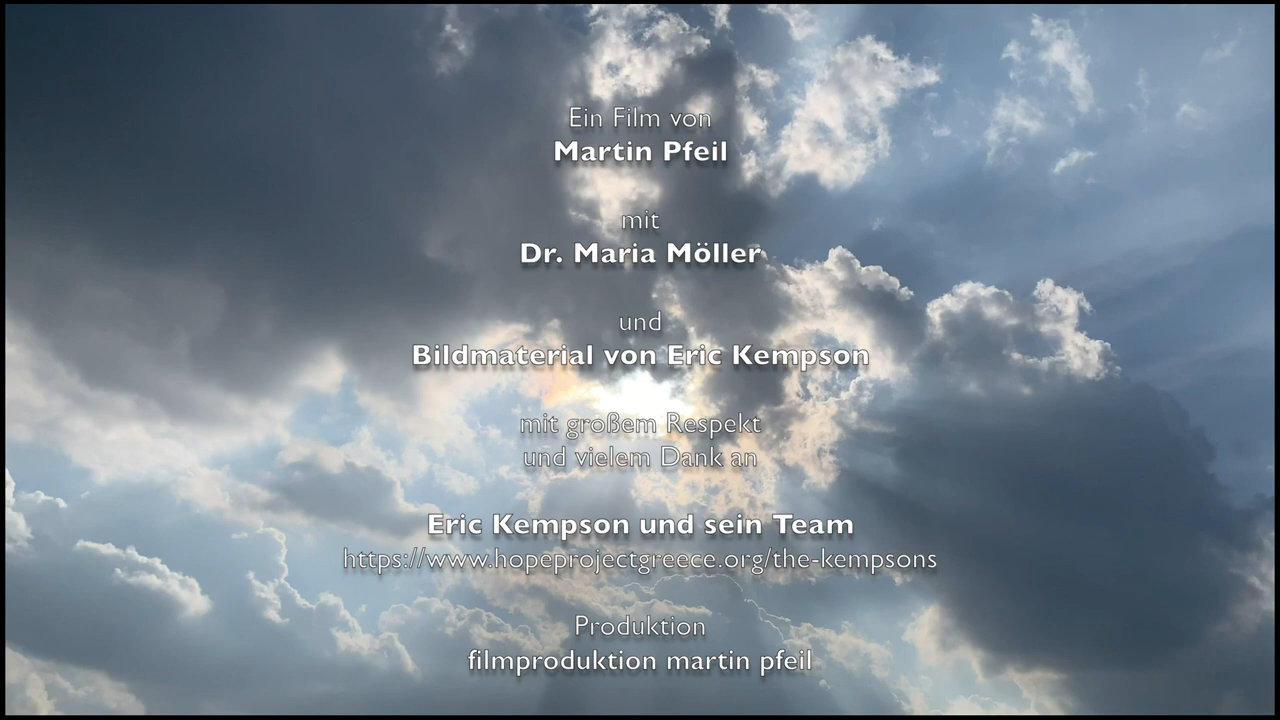 Ein Film von
Martin Pfeil
mit
Dr. Maria Möller
und
Bildmaterial von Eric Kempson
mit großem Respekt
und vielem Dank an
Eric Kempson und sein Team
https://www.hopeprojectgreece.org/the-kempsons
Produktion
filmproduktion martin pfeil